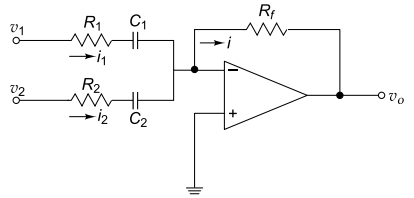 v1 R1 C1 Rf
i1 i
v2 R2 − vo
i2 C2 +